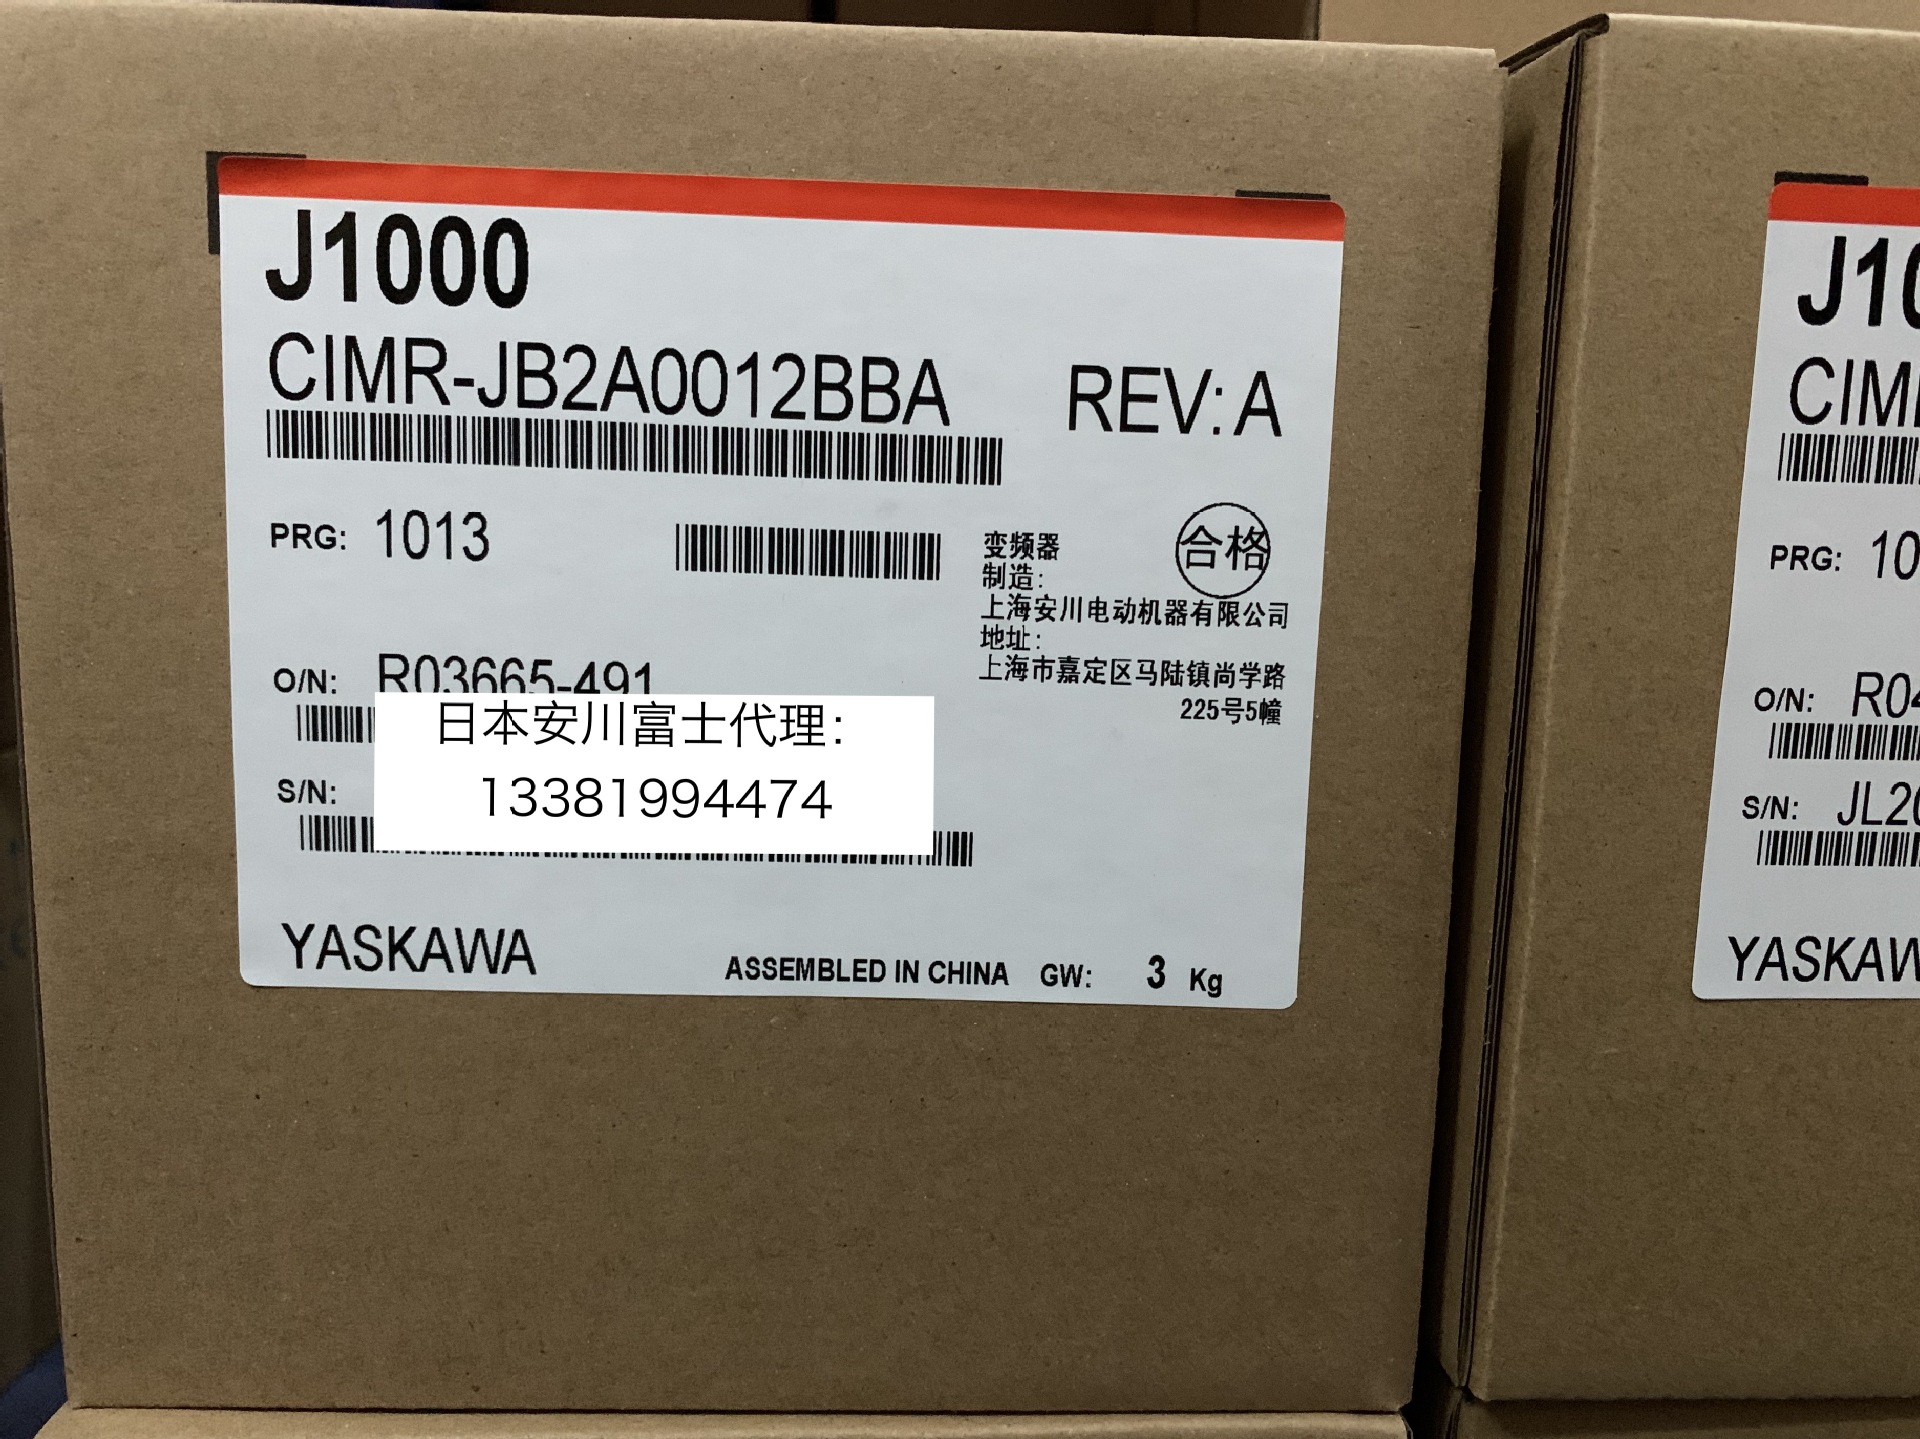 J1000
CIMR-JB2A0012BBA REV: A
PRG: 1013
合格
变频器
制造:
上海安川电动机器有限公司
地址:
上海市嘉定区马陆镇尚学路
225号5幢
O/N: R03665-491
日本安川富士代理:
S/N: 13381994474
YASKAWA ASSEMBLED IN CHINA GW: 3 Kg
J10
CIM
PRG: 10
O/N: R04
S/N: JL20
YASKAW